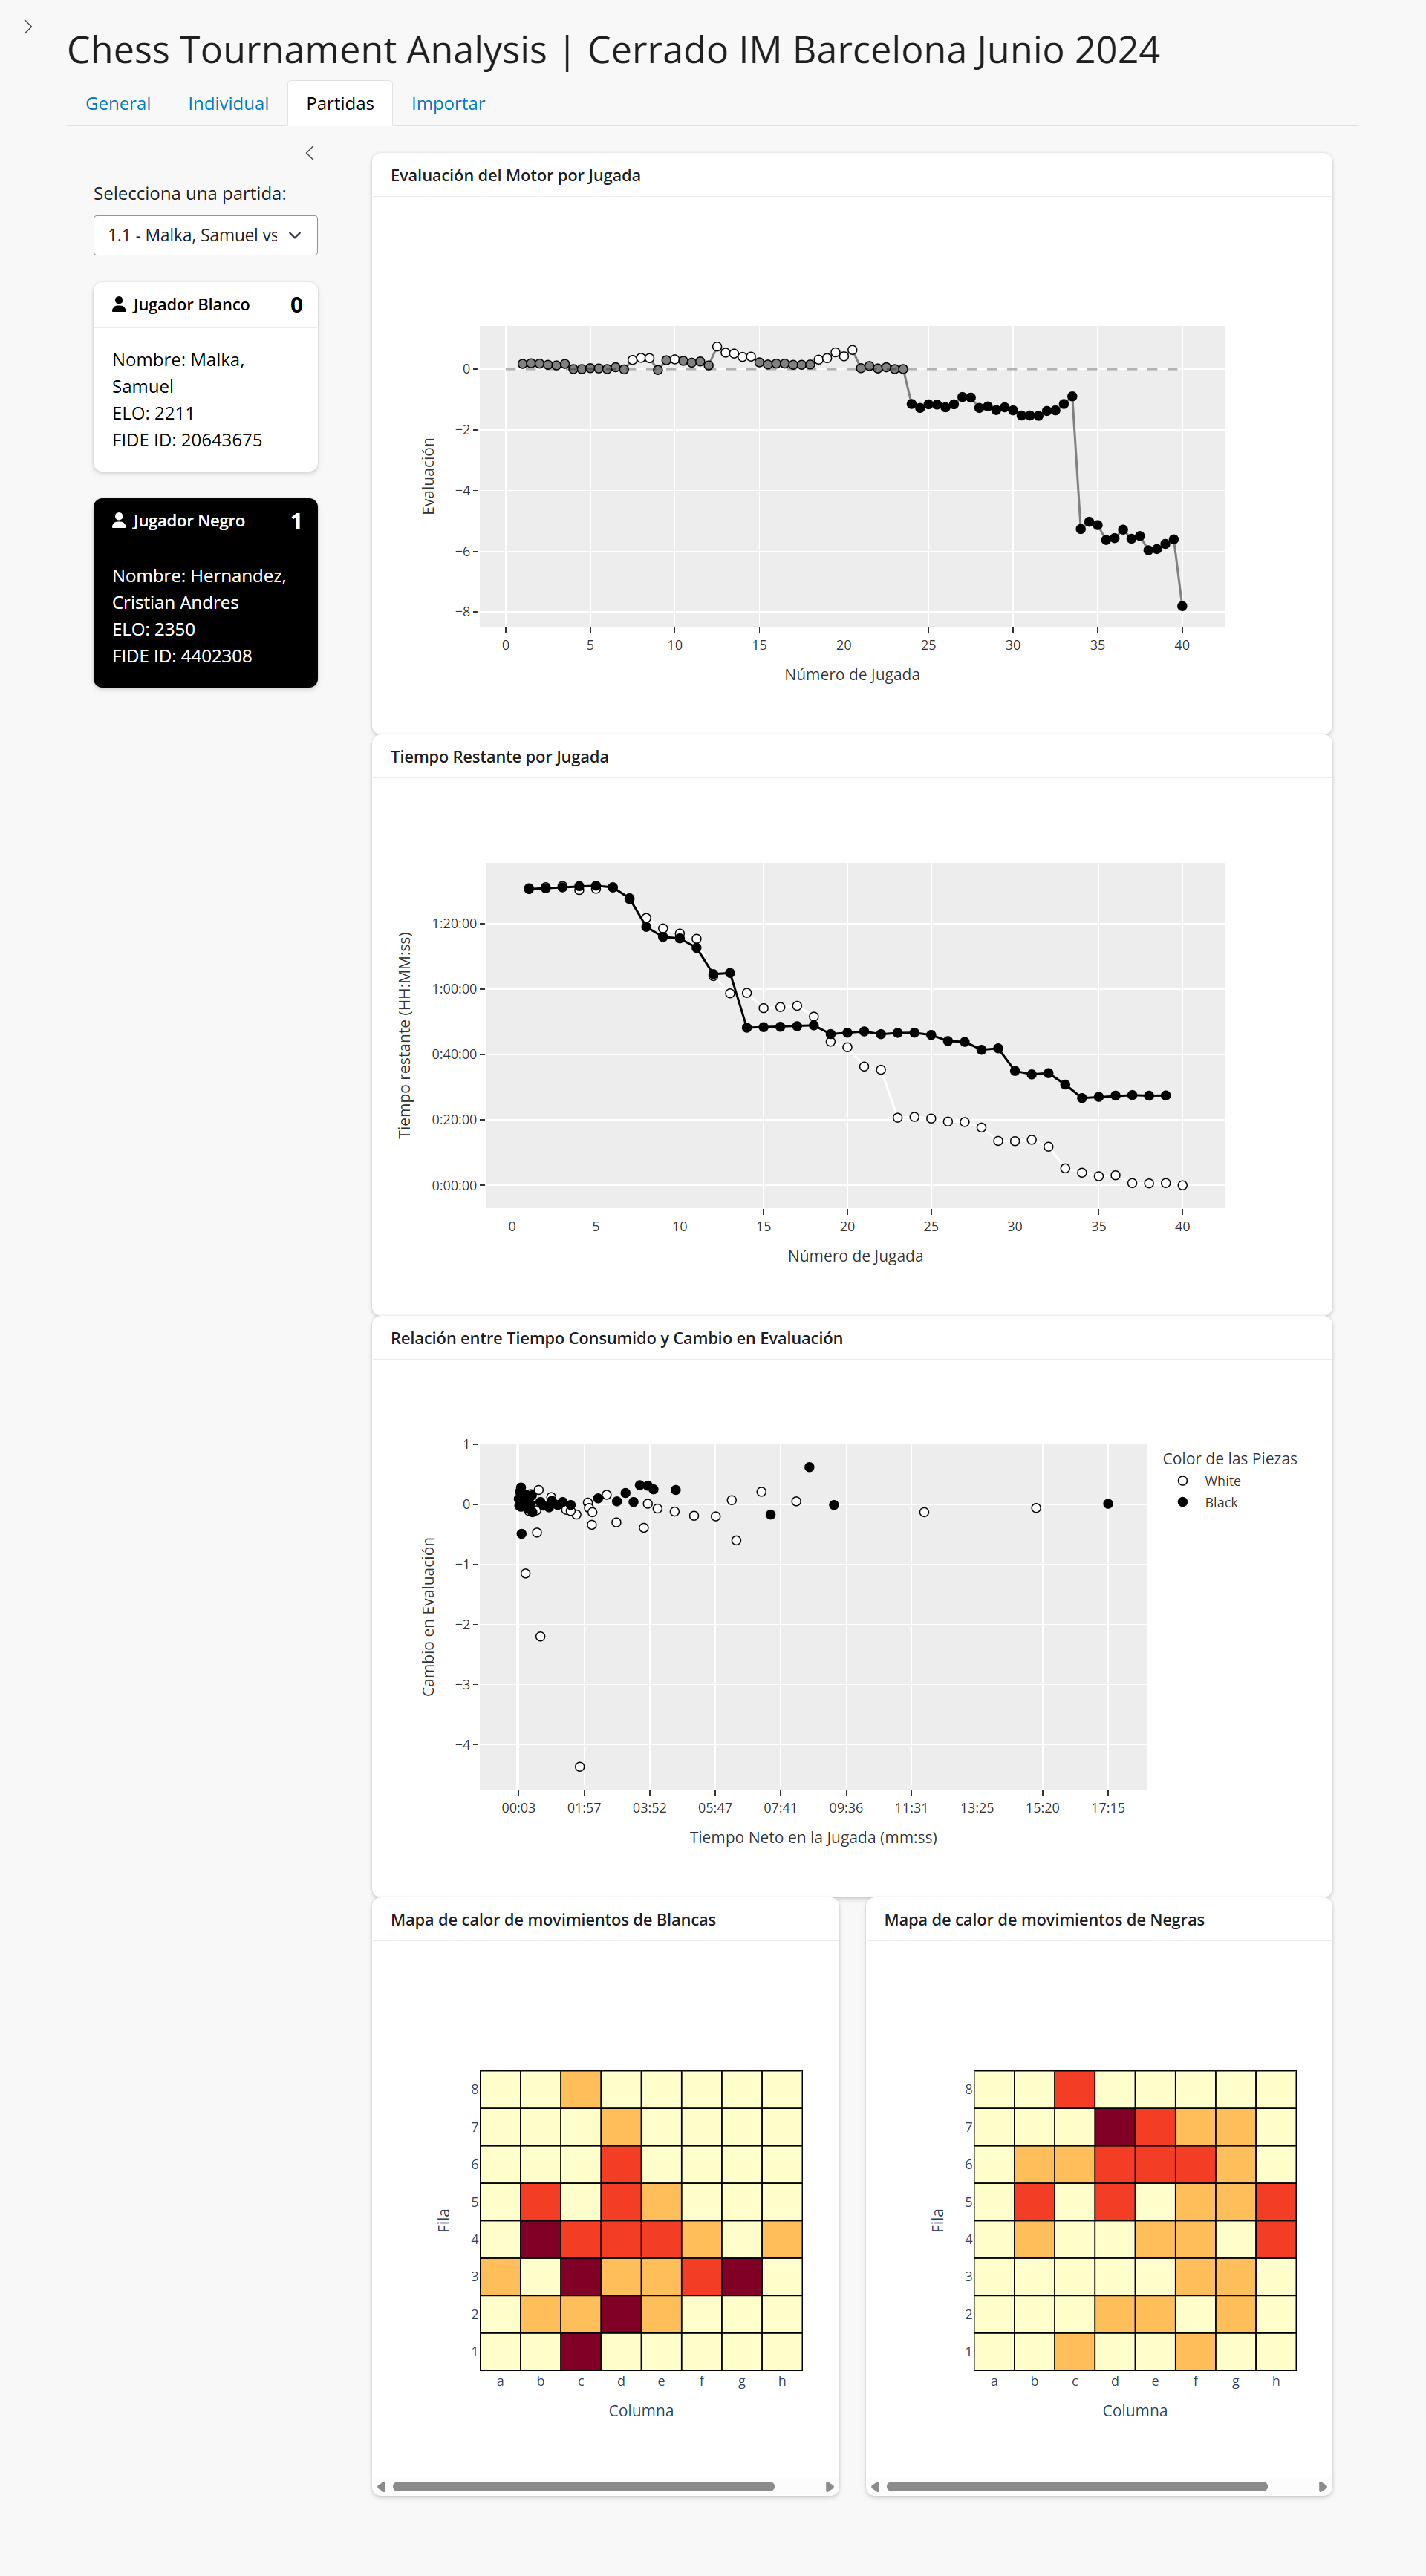 Chess Tournament Analysis | Cerrado IM Barcelona Junio 2024
General Individual Partidas Importar
Selecciona una partida:
1.1 - Malka, Samuel vs
Jugador Blanco 0
Nombre: Malka,
Samuel
ELO: 2211
FIDE ID: 20643675
Jugador Negro 1
Nombre: Hernandez,
Cristian Andres
ELO: 2350
FIDE ID: 4402308
Evaluación del Motor por Jugada
Evaluación
0
−2
−4
−6
−8
0 5 10 15 20 25 30 35 40
Número de Jugada
Tiempo Restante por Jugada
Tiempo restante (HH:MM:ss)
1:20:00
1:00:00
0:40:00
0:20:00
0:00:00
0 5 10 15 20 25 30 35 40
Número de Jugada
Relación entre Tiempo Consumido y Cambio en Evaluación
Cambio en Evaluación
1
0
−1
−2
−3
−4
00:03 01:57 03:52 05:47 07:41 09:36 11:31 13:25 15:20 17:15
Tiempo Neto en la Jugada (mm:ss)
Color de las Piezas
White
Black
Mapa de calor de movimientos de Blancas
Fila
8
7
6
5
4
3
2
1
a b c d e f g h
Columna
Mapa de calor de movimientos de Negras
Fila
8
7
6
5
4
3
2
1
a b c d e f g h
Columna